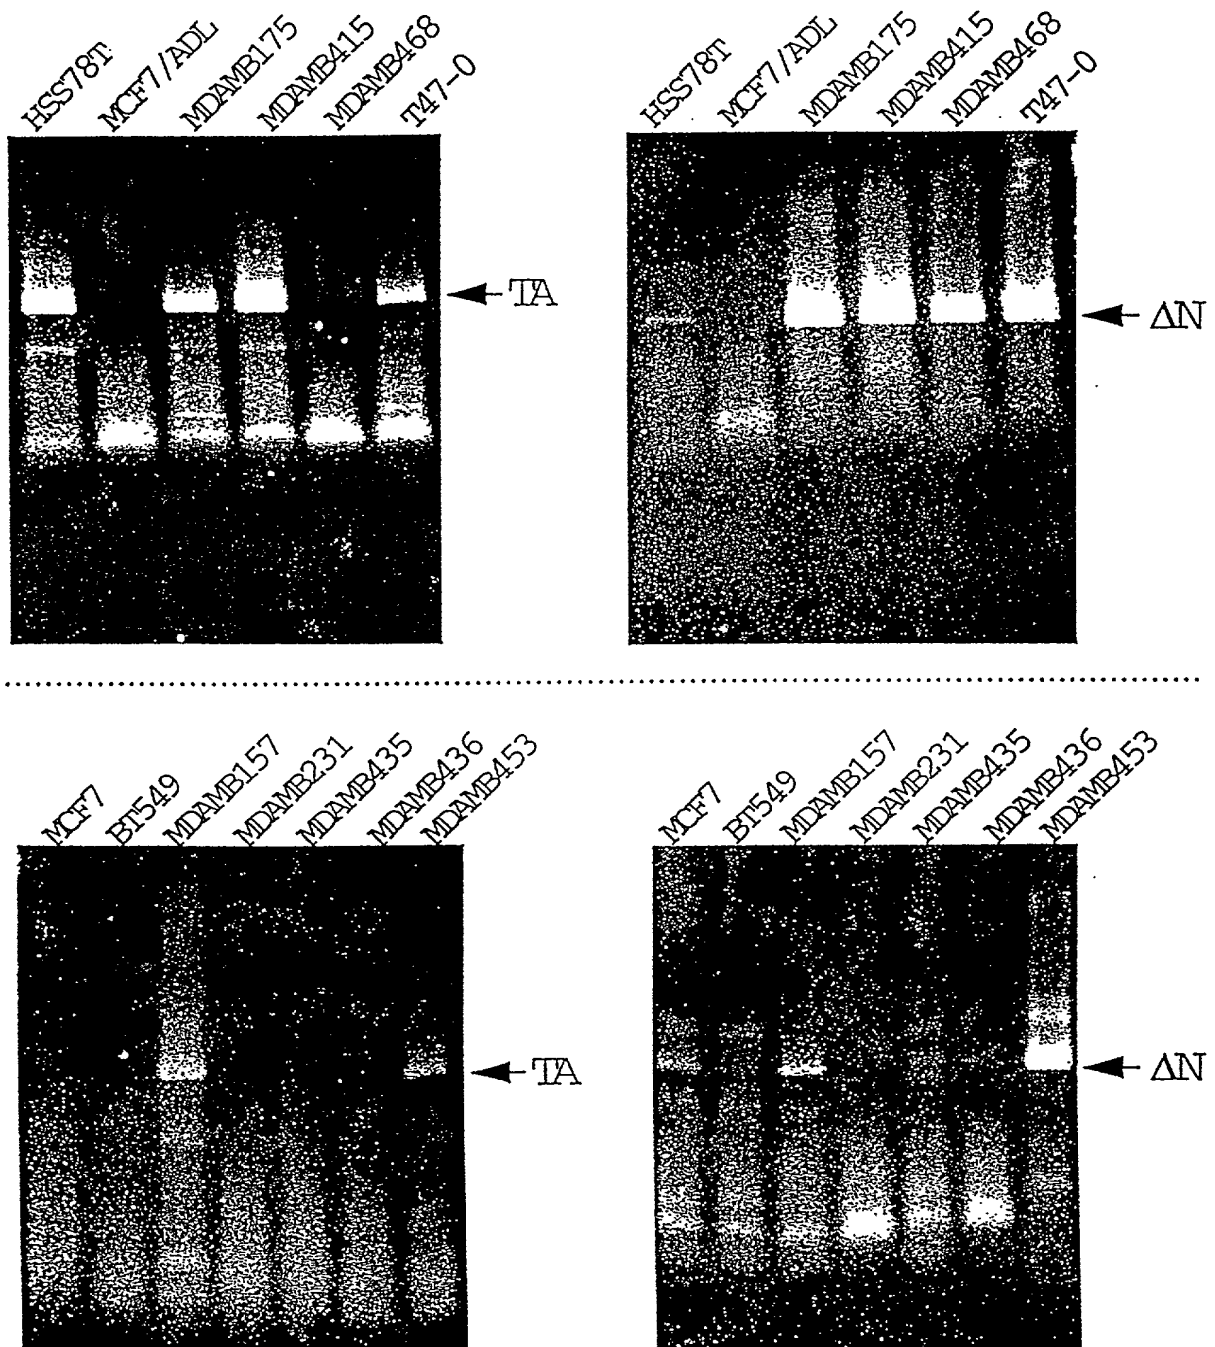 HSS78T MCF7/ADL MDAMB175 MDAMB415 MDAMB468 T47-0
TA
HSS78T MCF7/ADL MDAMB175 MDAMB415 MDAMB468 T47-0
ΔN
MCF7 BT549 MDAMB157 MDAMB231 MDAMB435 MDAMB436 MDAMB453
TA
MCF7 BT549 MDAMB157 MDAMB231 MDAMB435 MDAMB436 MDAMB453
ΔN